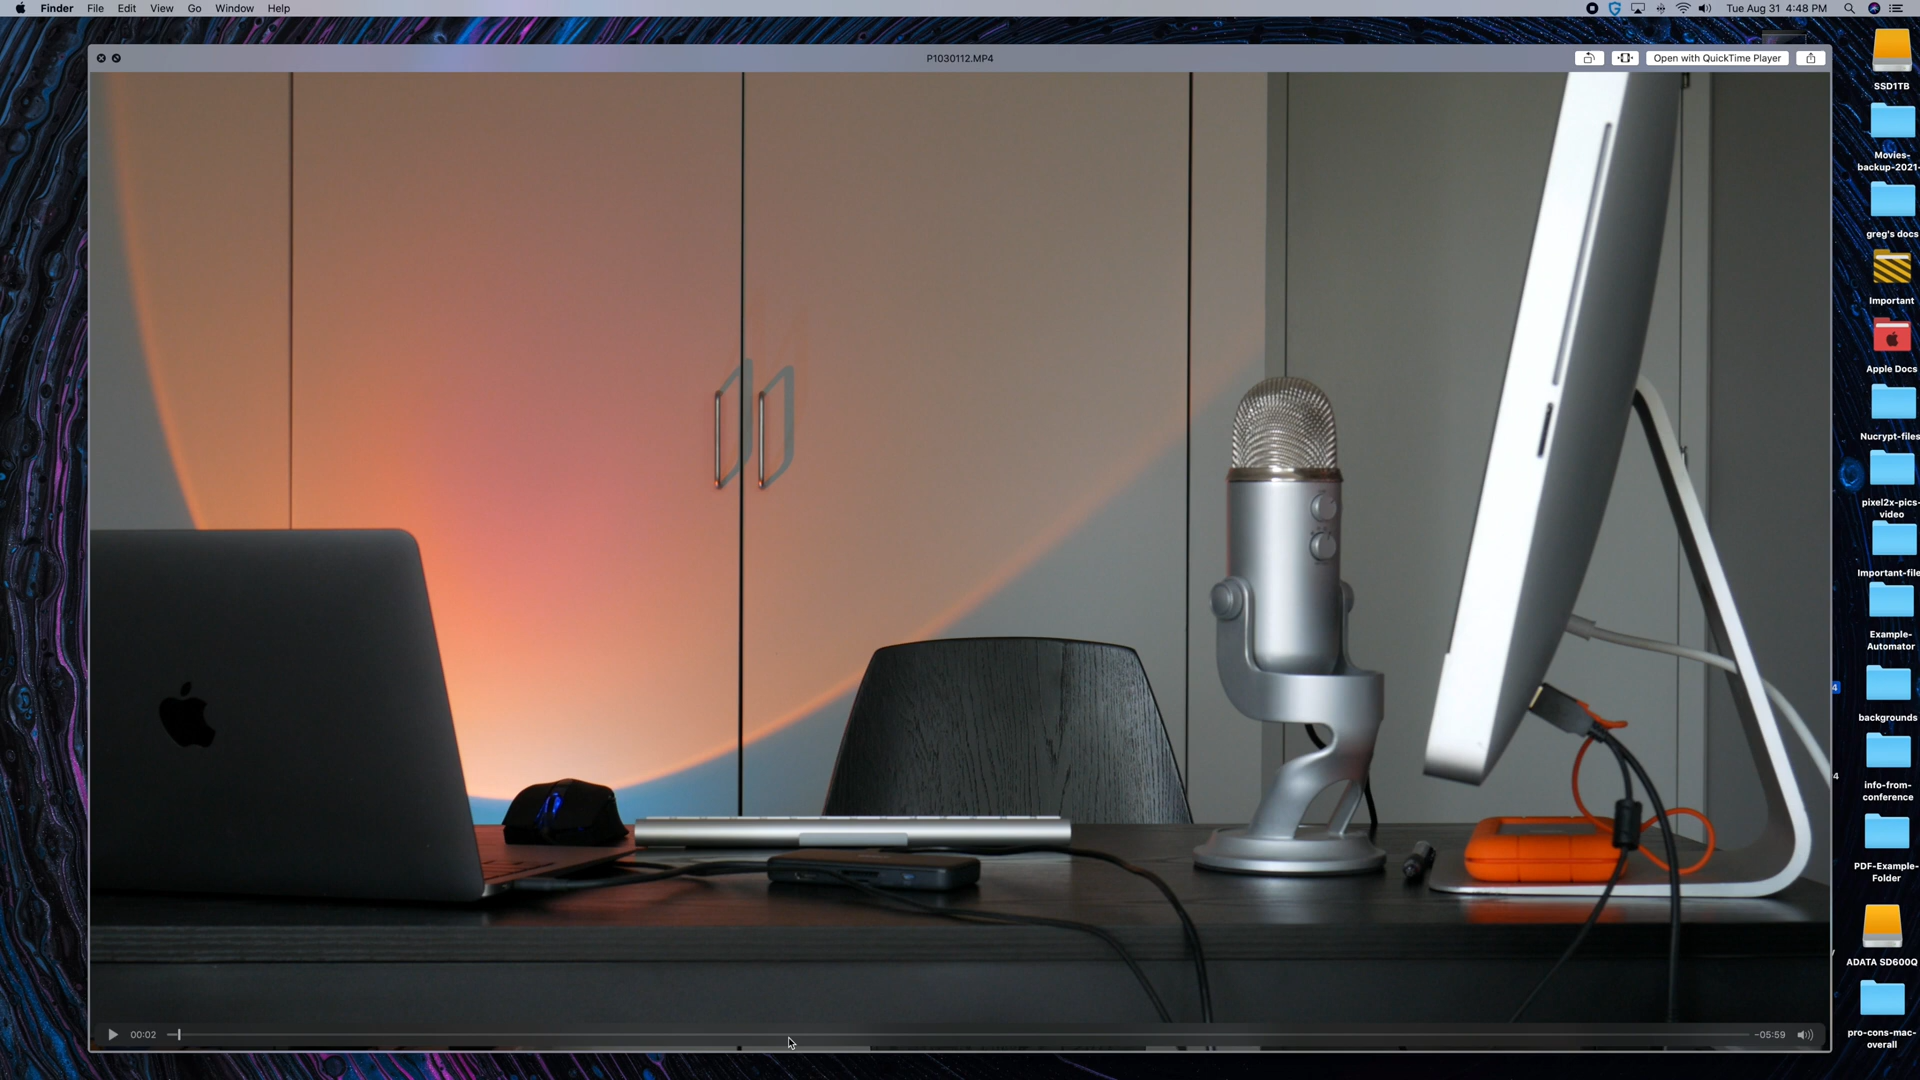 Finder File Edit View Go Window Help
Tue Aug 31 4:48 PM
P1030112.MP4
Open with QuickTime Player
SSD1TB
Movies-
backup-2021-
greg's docs
Important
Apple Docs
Nucrypt-files
pixel2x-pics-
video
Important-file
Example-
Automator
4
backgrounds
4
info-from-
conference
PDF-Example-
Folder
ADATA SD600Q
pro-cons-mac-
overall
00:02
-05:59